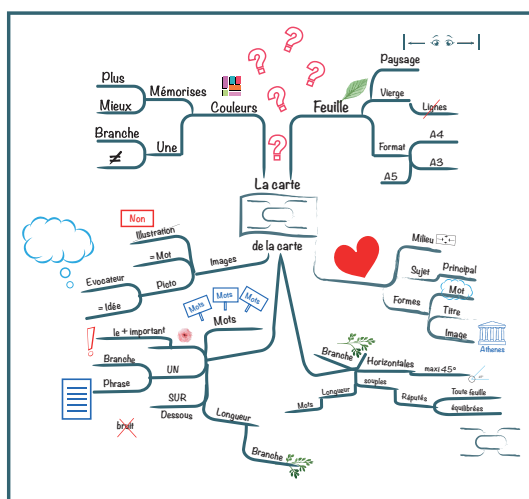 Plus
Mémorises
Mieux
Couleurs
Branche
≠
Une
Feuille
Paysage
Vierge
Lignes
Format
A4
A3
A5
La carte
de la carte
Non
Illustration
= Mot
Images
Evocateur
Picto
= Idée
Mots
Mots
Mots
Mots
le + important
Branche
UN
Phrase
SUR
Dessous
bruit
Longueur
Branche
Milieu
Sujet
Principal
Mot
Formes
Titre
Image
Athenes
Branche
Horizontales
maxi 45°
souples
Longueur
Mots
Réputés
Toute feuille
équilibrées